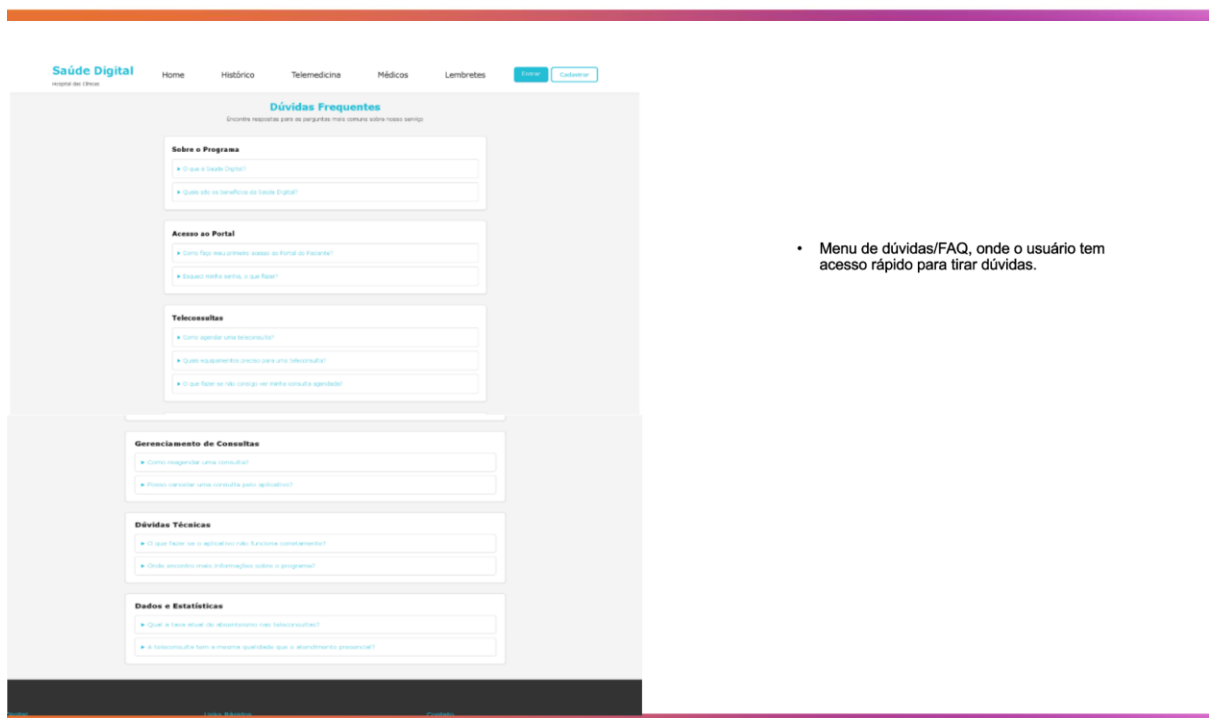 Saúde Digital
Hospital das Clínicas
Home Histórico Telemedicina Médicos Lembretes Entrar Cadastrar
Dúvidas Frequentes
Encontre respostas para as perguntas mais comuns sobre nosso serviço
Sobre o Programa
▸ O que é Saúde Digital?
▸ Quais são os benefícios da Saúde Digital?
Acesso ao Portal
▸ Como faço meu primeiro acesso ao Portal do Paciente?
▸ Esqueci minha senha, o que fazer?
Teleconsultas
▸ Como agendar uma teleconsulta?
▸ Quais equipamentos preciso para uma teleconsulta?
▸ O que fazer se não consigo ver minha consulta agendada?
Gerenciamento de Consultas
▸ Como reagendar uma consulta?
▸ Posso cancelar uma consulta pelo aplicativo?
Dúvidas Técnicas
▸ O que fazer se o aplicativo não funciona corretamente?
▸ Onde encontro mais informações sobre o programa?
Dados e Estatísticas
▸ Qual a taxa atual de absenteísmo nas teleconsultas?
▸ A teleconsulta tem a mesma qualidade que o atendimento presencial?
• Menu de dúvidas/FAQ, onde o usuário tem
acesso rápido para tirar dúvidas.